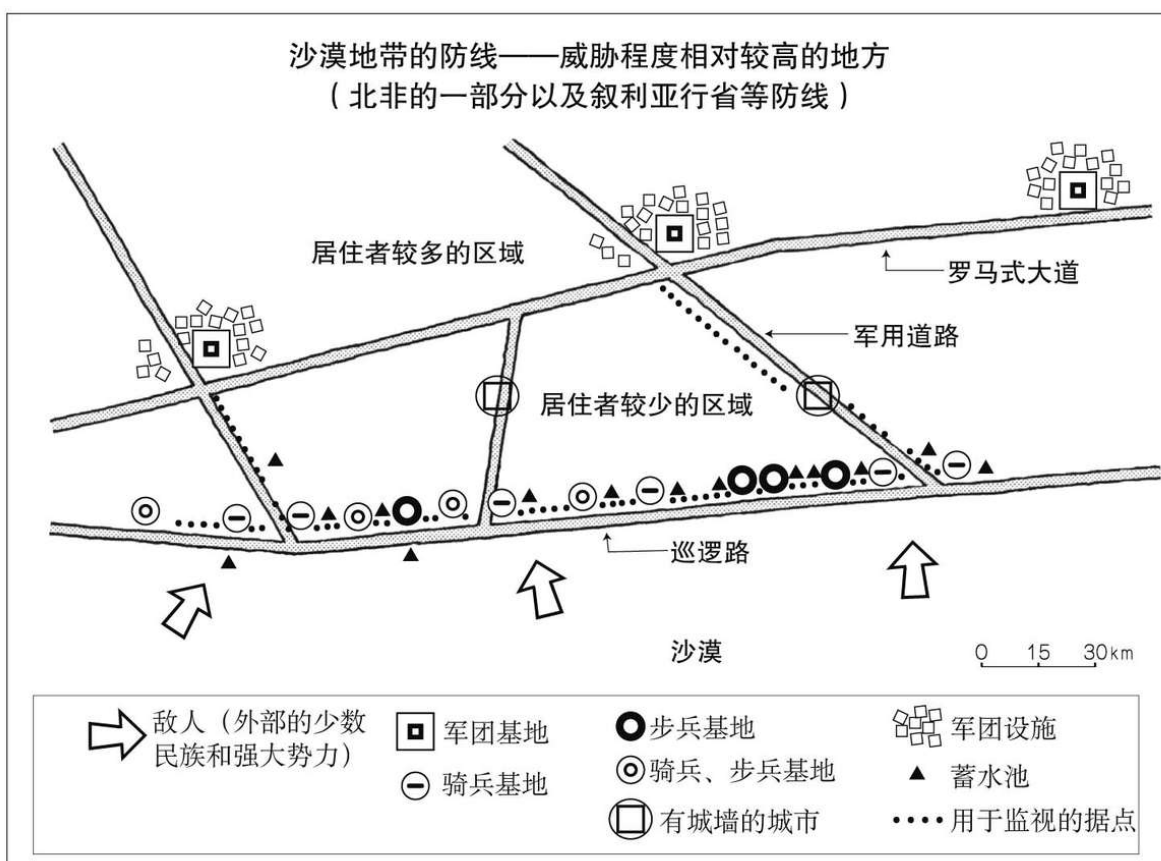 沙漠地带的防线——威胁程度相对较高的地方
（北非的一部分以及叙利亚行省等防线）
居住者较多的区域
罗马式大道
军用道路
居住者较少的区域
巡逻路
沙漠
0 15 30km
敌人（外部的少数
民族和强大势力）
军团基地
骑兵基地
步兵基地
骑兵、步兵基地
有城墙的城市
军团设施
蓄水池
用于监视的据点